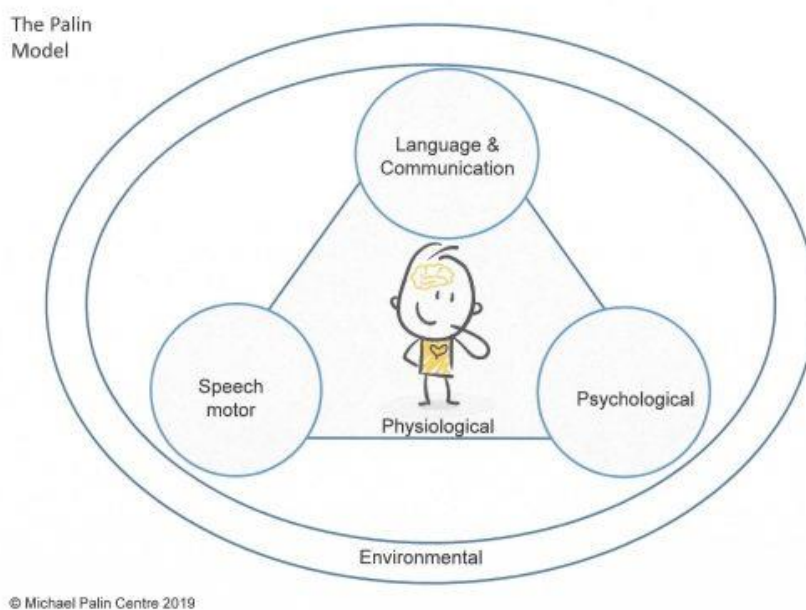 The Palin
Model
Language &
Communication
Speech
motor
Psychological
Physiological
Environmental
© Michael Palin Centre 2019